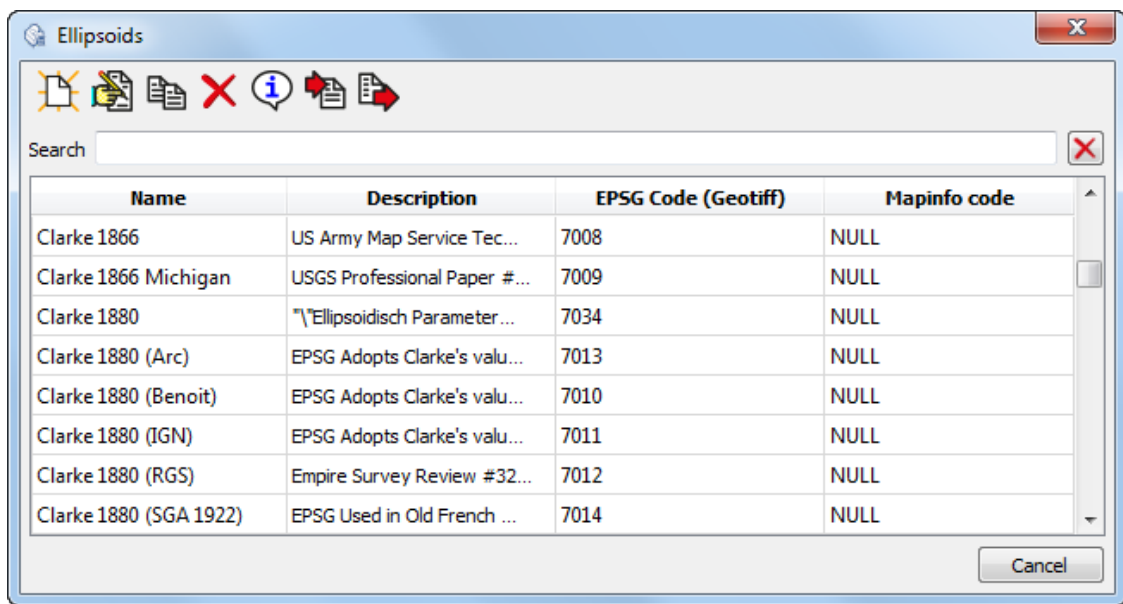 Ellipsoids
Search
Name Description EPSG Code (Geotiff) Mapinfo code
Clarke 1866 US Army Map Service Tec... 7008 NULL
Clarke 1866 Michigan USGS Professional Paper #... 7009 NULL
Clarke 1880 "\"Ellipsoidisch Parameter... 7034 NULL
Clarke 1880 (Arc) EPSG Adopts Clarke's valu... 7013 NULL
Clarke 1880 (Benoit) EPSG Adopts Clarke's valu... 7010 NULL
Clarke 1880 (IGN) EPSG Adopts Clarke's valu... 7011 NULL
Clarke 1880 (RGS) Empire Survey Review #32... 7012 NULL
Clarke 1880 (SGA 1922) EPSG Used in Old French ... 7014 NULL
Cancel